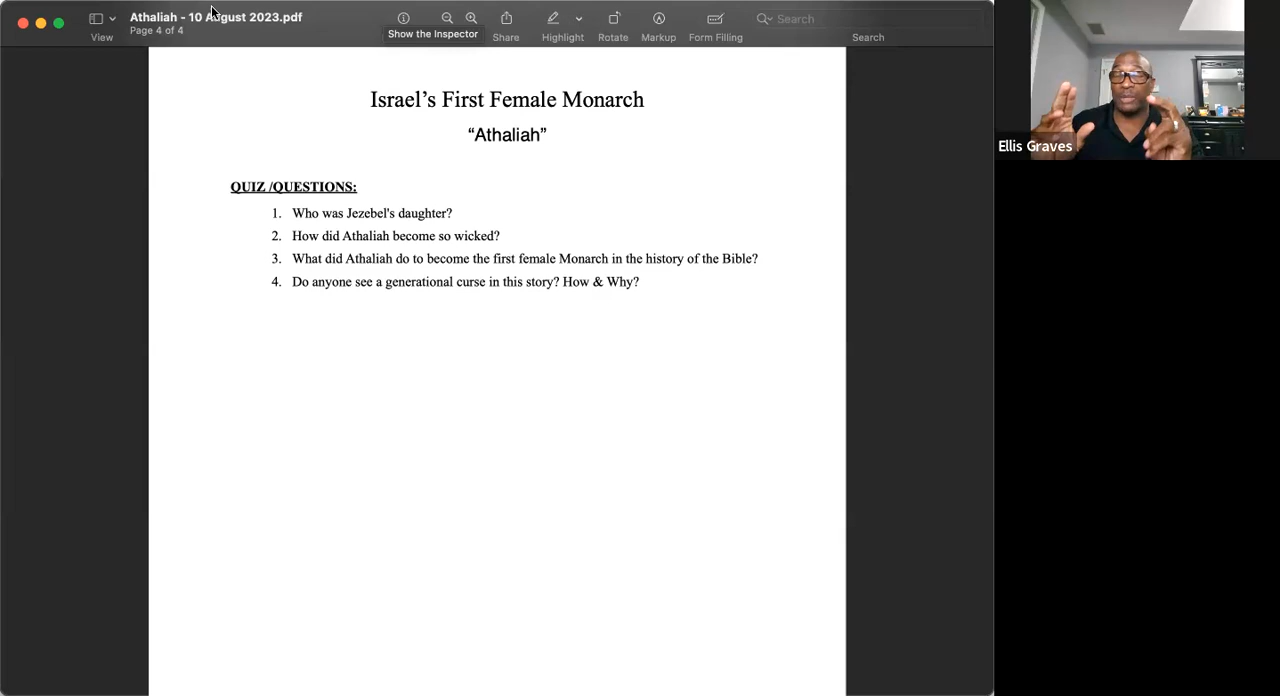 Athaliah - 10 August 2023.pdf
Page 4 of 4
View
Show the Inspector
Share
Highlight
Rotate
Markup
Form Filling
Search
Search
Israel's First Female Monarch
“Athaliah”
QUIZ /QUESTIONS:
1. Who was Jezebel's daughter?
2. How did Athaliah become so wicked?
3. What did Athaliah do to become the first female Monarch in the history of the Bible?
4. Do anyone see a generational curse in this story? How & Why?
Ellis Graves